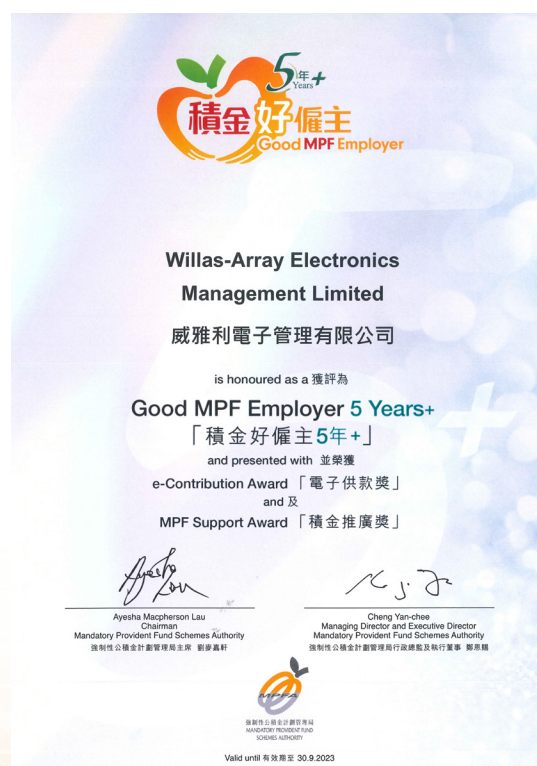 5年+
Years
積金好僱主
Good MPF Employer
Willas-Array Electronics
Management Limited
威雅利電子管理有限公司
is honoured as a 獲評為
Good MPF Employer 5 Years+
「積金好僱主5年+」
and presented with 並榮獲
e-Contribution Award「電子供款獎」
and 及
MPF Support Award「積金推廣獎」
Ayesha Macpherson Lau
Chairman
Mandatory Provident Fund Schemes Authority
強制性公積金計劃管理局主席 劉麥嘉軒
Cheng Yan-chee
Managing Director and Executive Director
Mandatory Provident Fund Schemes Authority
強制性公積金計劃管理局行政總監及執行董事 鄭恩賜
MPFA
強制性公積金計劃管理局
MANDATORY PROVIDENT FUND
SCHEMES AUTHORITY
Valid until 有效期至 30.9.2023